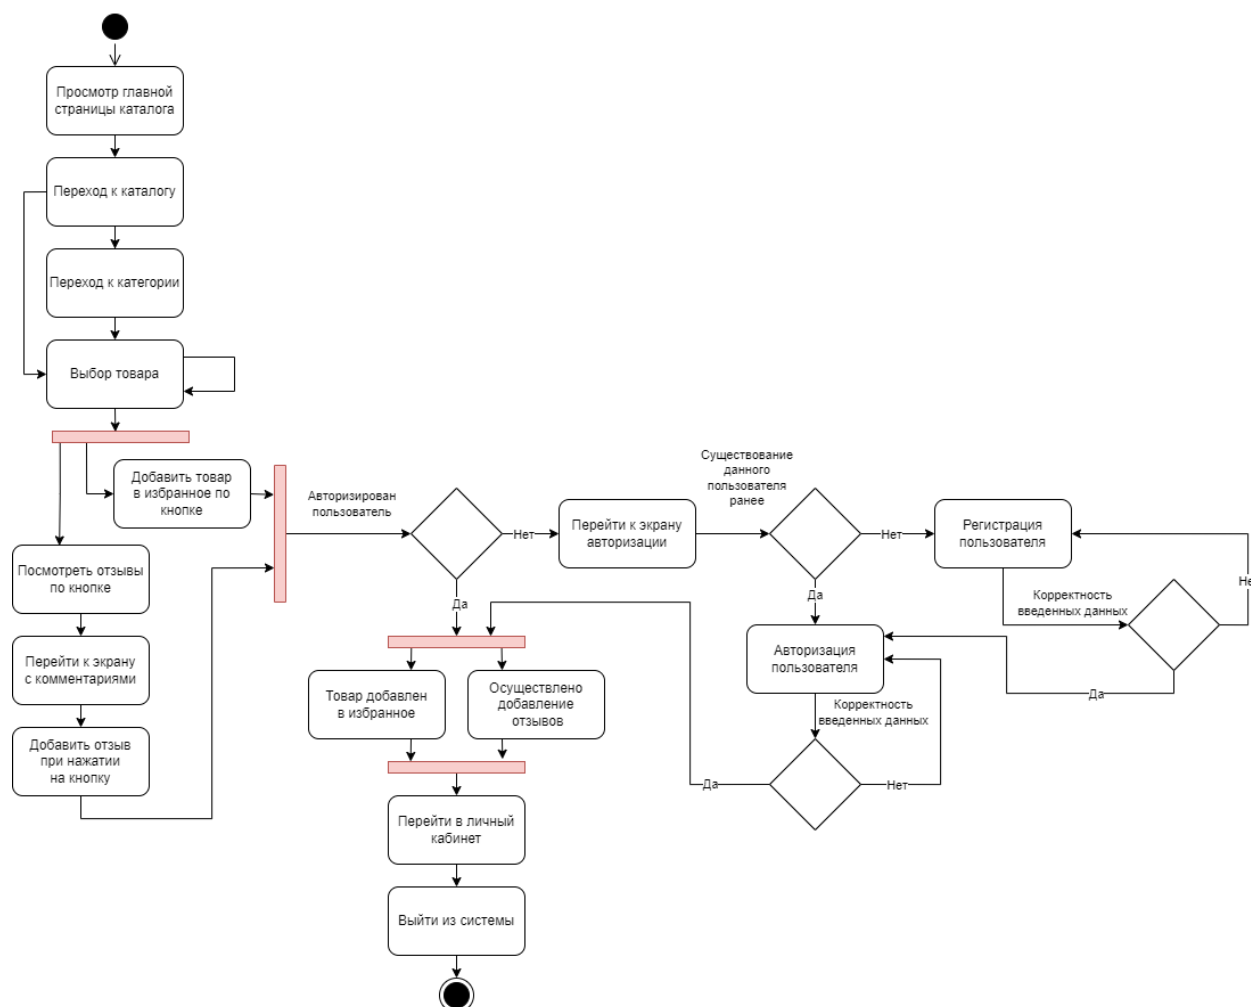 Просмотр главной
страницы каталога
Переход к каталогу
Переход к категории
Выбор товара
Добавить товар
в избранное по
кнопке
Посмотреть отзывы
по кнопке
Перейти к экрану
с комментариями
Добавить отзыв
при нажатии
на кнопку
Авторизирован
пользователь
Нет
Да
Перейти к экрану
авторизации
Существование
данного
пользователя
ранее
Нет
Да
Регистрация
пользователя
Корректность
введенных данных
Не
Да
Авторизация
пользователя
Корректность
введенных данных
Нет
Да
Товар добавлен
в избранное
Осуществлено
добавление
отзывов
Перейти в личный
кабинет
Выйти из системы